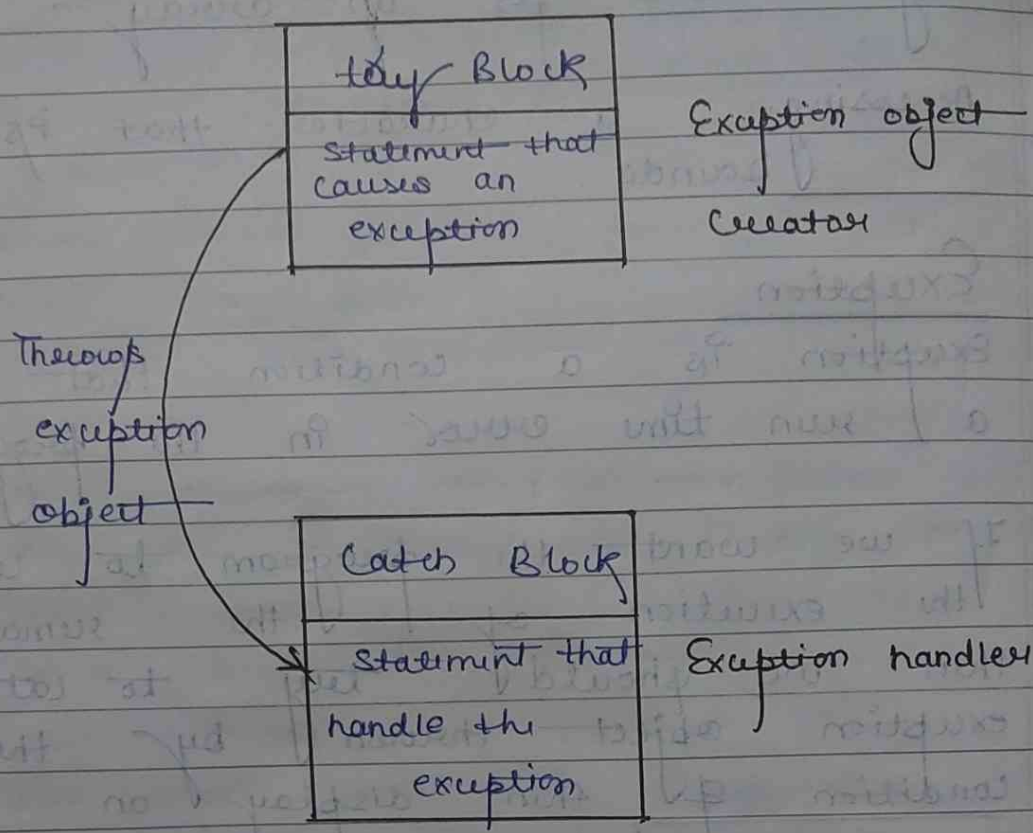 try Block
Statement that
causes an
exception
Exception object
Creator
Throws
exception
object
Catch Block
Statement that
handle the
exception
Exception handler